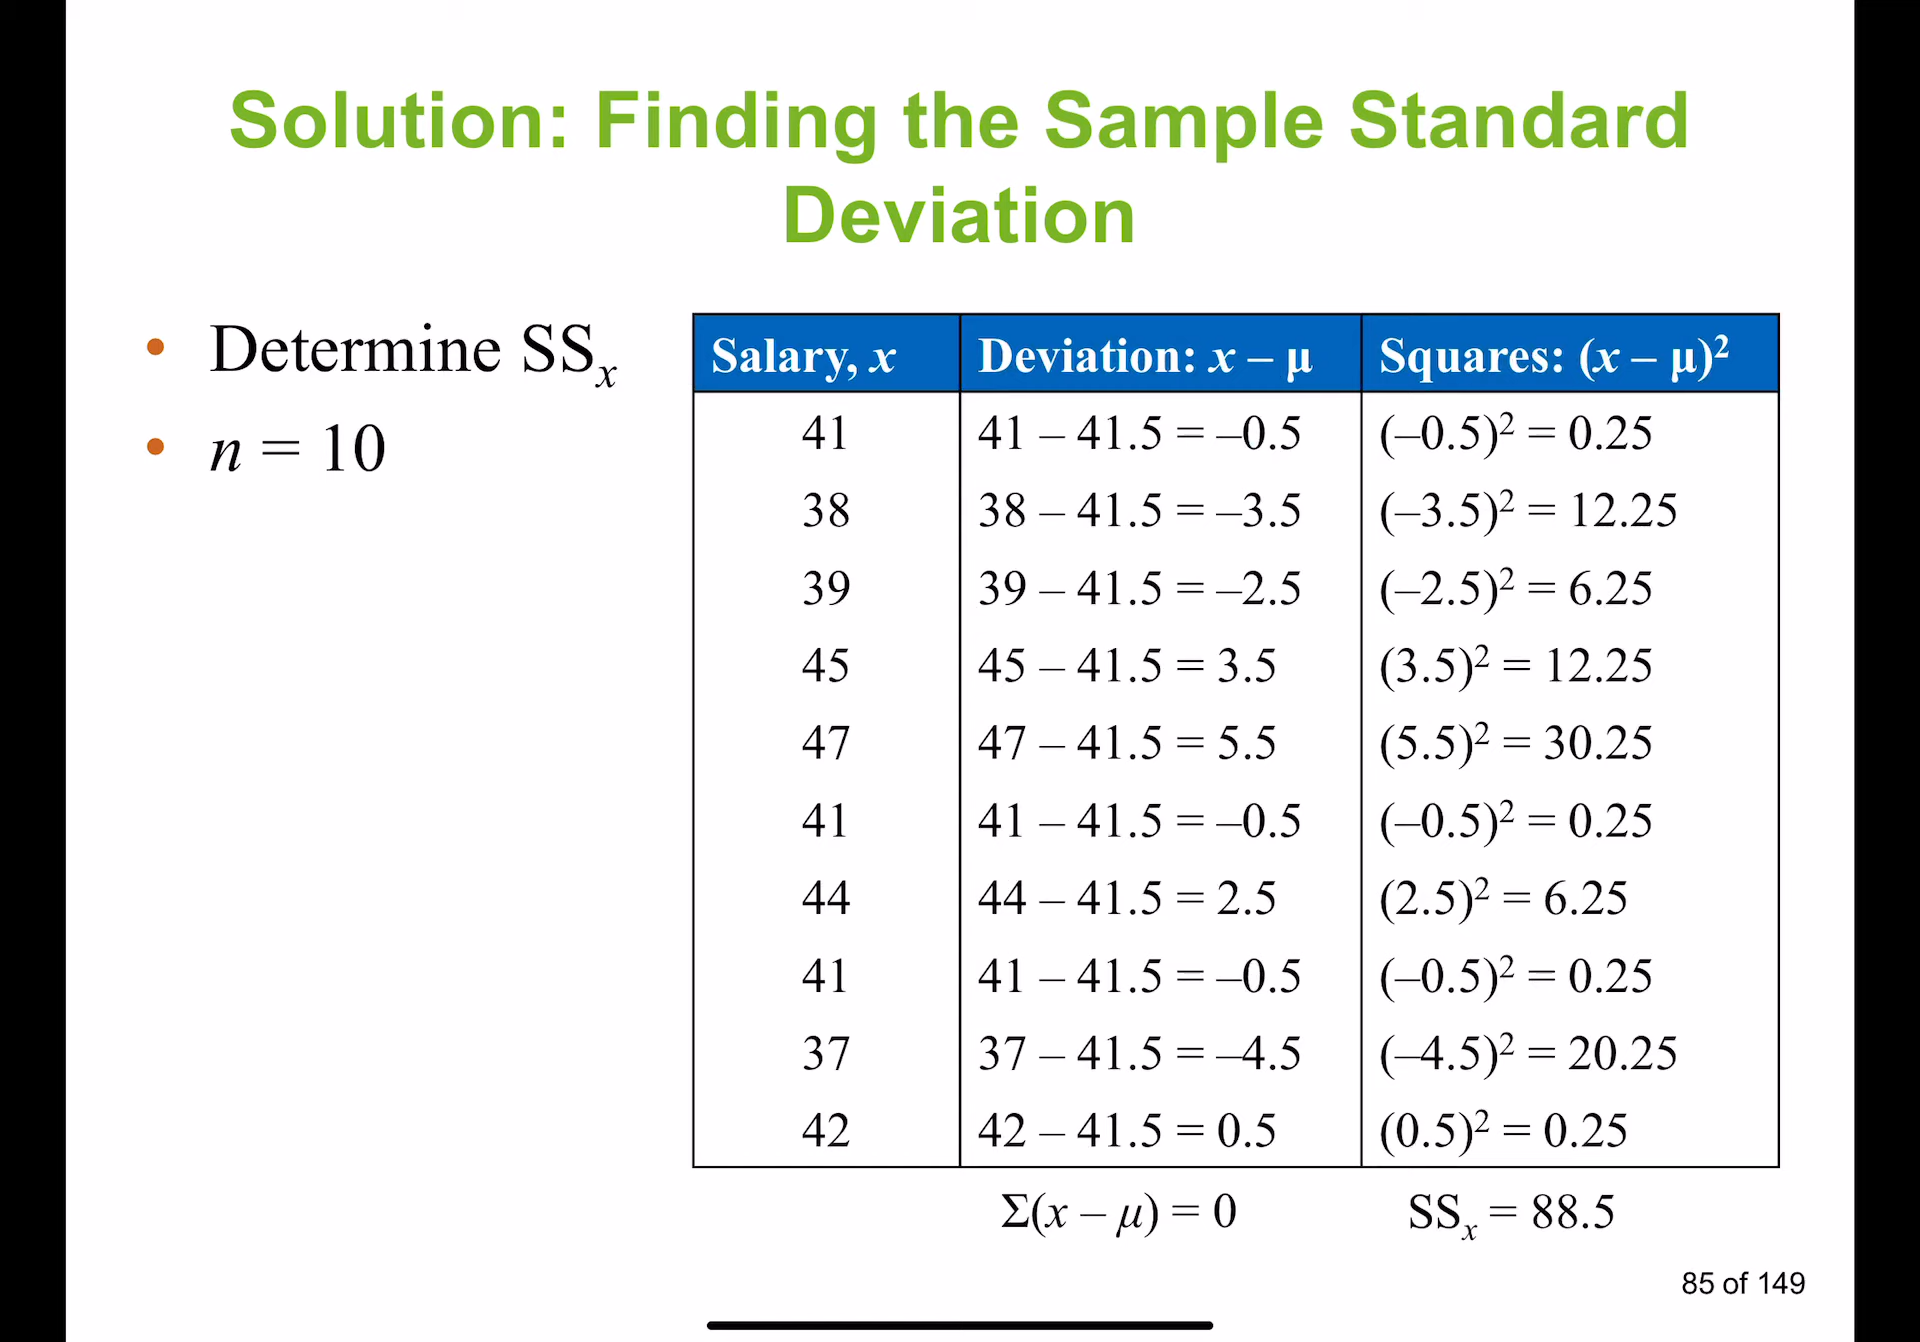 Solution: Finding the Sample Standard
Deviation
• Determine SSₓ
• n = 10
Salary, x Deviation: x – μ Squares: (x – μ)²
41 41 – 41.5 = –0.5 (–0.5)² = 0.25
38 38 – 41.5 = –3.5 (–3.5)² = 12.25
39 39 – 41.5 = –2.5 (–2.5)² = 6.25
45 45 – 41.5 = 3.5 (3.5)² = 12.25
47 47 – 41.5 = 5.5 (5.5)² = 30.25
41 41 – 41.5 = –0.5 (–0.5)² = 0.25
44 44 – 41.5 = 2.5 (2.5)² = 6.25
41 41 – 41.5 = –0.5 (–0.5)² = 0.25
37 37 – 41.5 = –4.5 (–4.5)² = 20.25
42 42 – 41.5 = 0.5 (0.5)² = 0.25
Σ(x – μ) = 0 SSₓ = 88.5
85 of 149